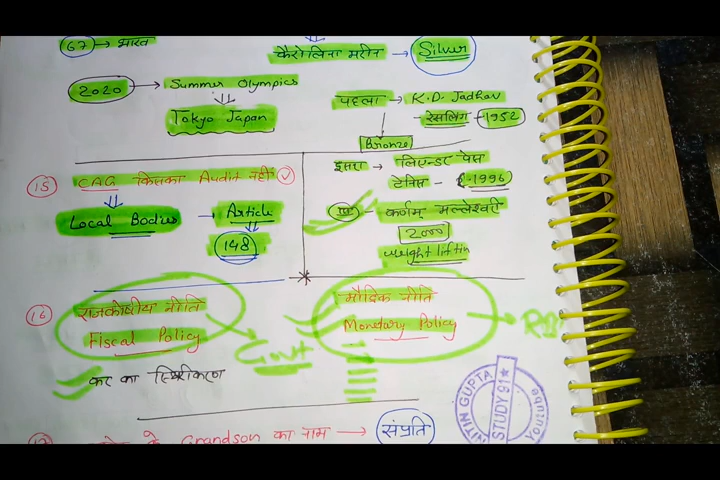 67 → भारत
कैरोलिना मरीन → Silver
2020 → Summer Olympics
Tokyo Japan
पहला → K.D. Jadhav
रेसलिंग - 1952
Bronze
दूसरा → लिएन्डर पेस
टेनिस - 1996
कर्णम मल्लेश्वरी
2000
weight liftin
15 CAG किसका Audit नहीं
Local Bodies → Article
148
16 राजकोषीय नीति
Fiscal Policy
Govt
कर का स्थिरीकरण
मौद्रिक नीति
Monetary Policy → RBI
Grandson का नाम → संप्रति
NITIN GUPTA
STUDY 91
Youtube